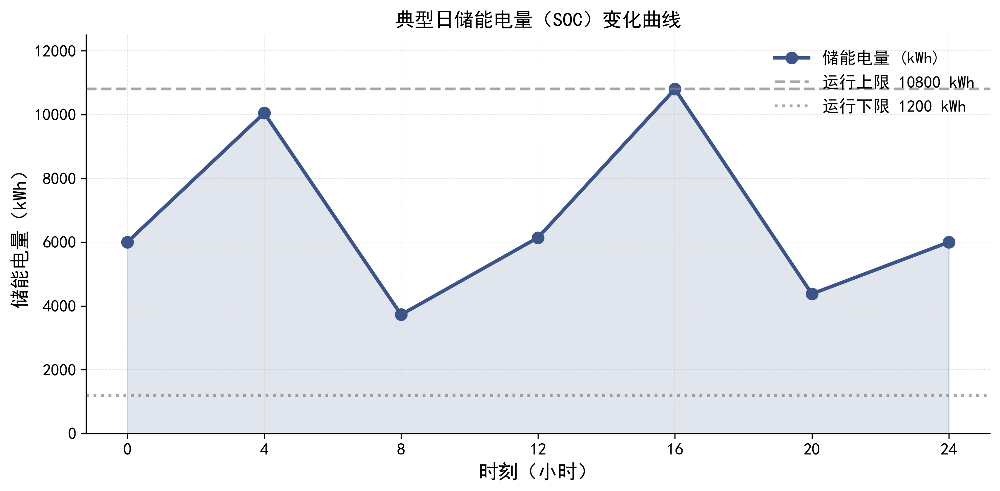 典型日储能电量（SOC）变化曲线
储能电量（kWh）
12000
10000
8000
6000
4000
2000
0
储能电量 (kWh)
运行上限 10800 kWh
运行下限 1200 kWh
0 4 8 12 16 20 24
时刻（小时）